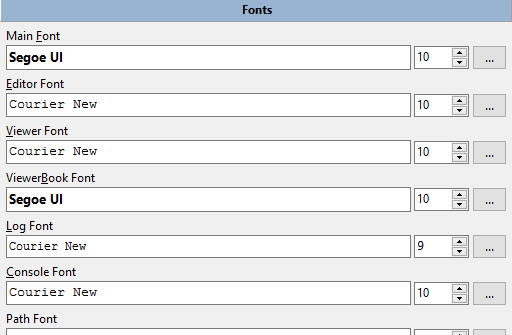 Fonts
Main Font
Segoe UI 10 ...
Editor Font
Courier New 10 ...
Viewer Font
Courier New 10 ...
ViewerBook Font
Segoe UI 10 ...
Log Font
Courier New 9 ...
Console Font
Courier New 10 ...
Path Font